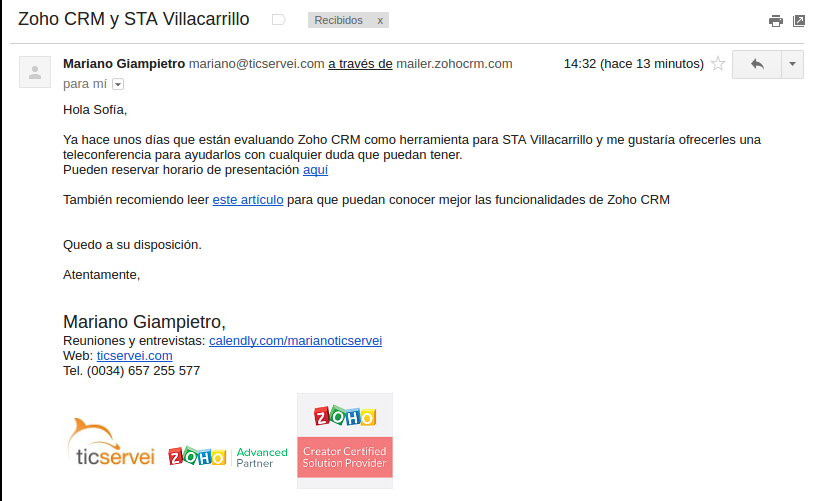 Zoho CRM y STA Villacarrillo
Recibidos x
Mariano Giampietro mariano@ticservei.com a través de mailer.zohocrm.com
14:32 (hace 13 minutos)
para mí
Hola Sofía,
Ya hace unos días que están evaluando Zoho CRM como herramienta para STA Villacarrillo y me gustaría ofrecerles una
teleconferencia para ayudarlos con cualquier duda que puedan tener.
Pueden reservar horario de presentación aquí
También recomiendo leer este artículo para que puedan conocer mejor las funcionalidades de Zoho CRM
Quedo a su disposición.
Atentamente,
Mariano Giampietro,
Reuniones y entrevistas: calendly.com/marianoticservei
Web: ticservei.com
Tel. (0034) 657 255 577
ticservei
ZOHO
Advanced
Partner
ZOHO
Creator Certified
Solution Provider